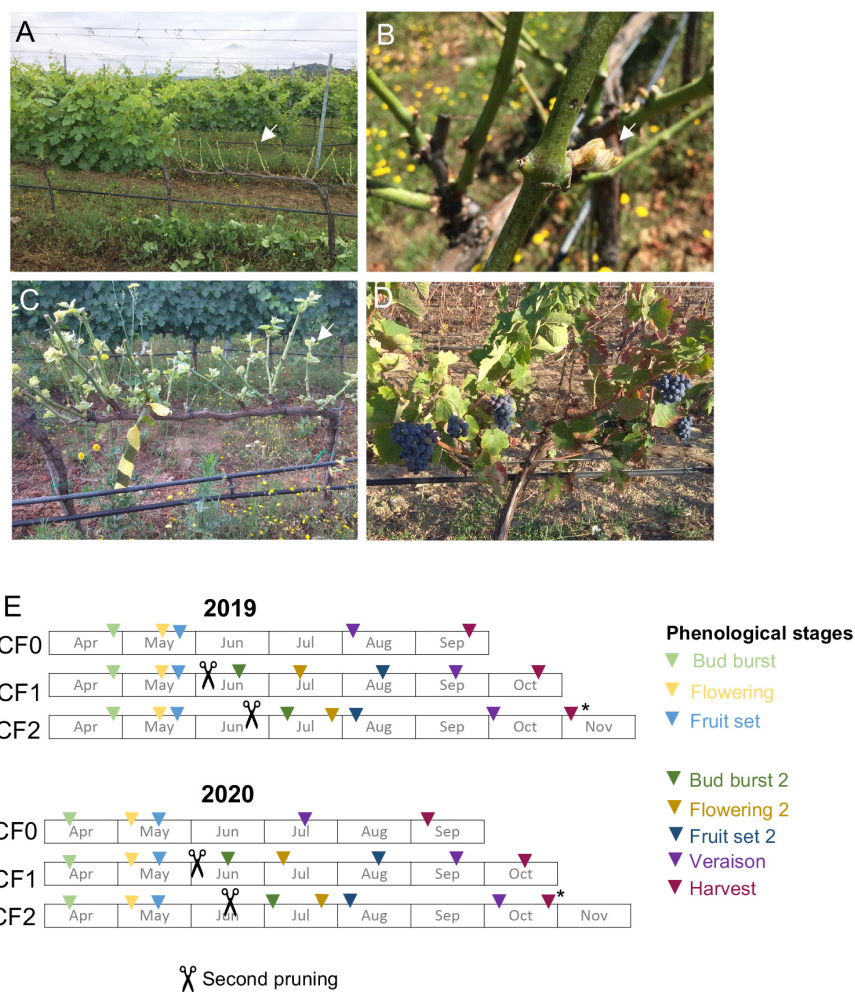 A
B
C
D
E
2019
CF0
Apr May Jun Jul Aug Sep
CF1
Apr May Jun Jul Aug Sep Oct
CF2
Apr May Jun Jul Aug Sep Oct Nov
*
2020
CF0
Apr May Jun Jul Aug Sep
CF1
Apr May Jun Jul Aug Sep Oct
CF2
Apr May Jun Jul Aug Sep Oct Nov
*
Second pruning
Phenological stages
Bud burst
Flowering
Fruit set
Bud burst 2
Flowering 2
Fruit set 2
Veraison
Harvest